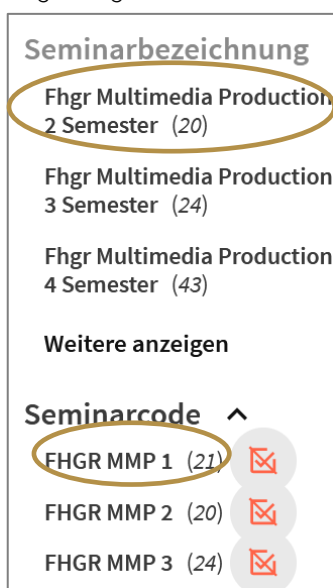 Seminarbezeichnung
Fhgr Multimedia Production
2 Semester (20)
Fhgr Multimedia Production
3 Semester (24)
Fhgr Multimedia Production
4 Semester (43)
Weitere anzeigen
Seminarcode
FHGR MMP 1 (21)
FHGR MMP 2 (20)
FHGR MMP 3 (24)